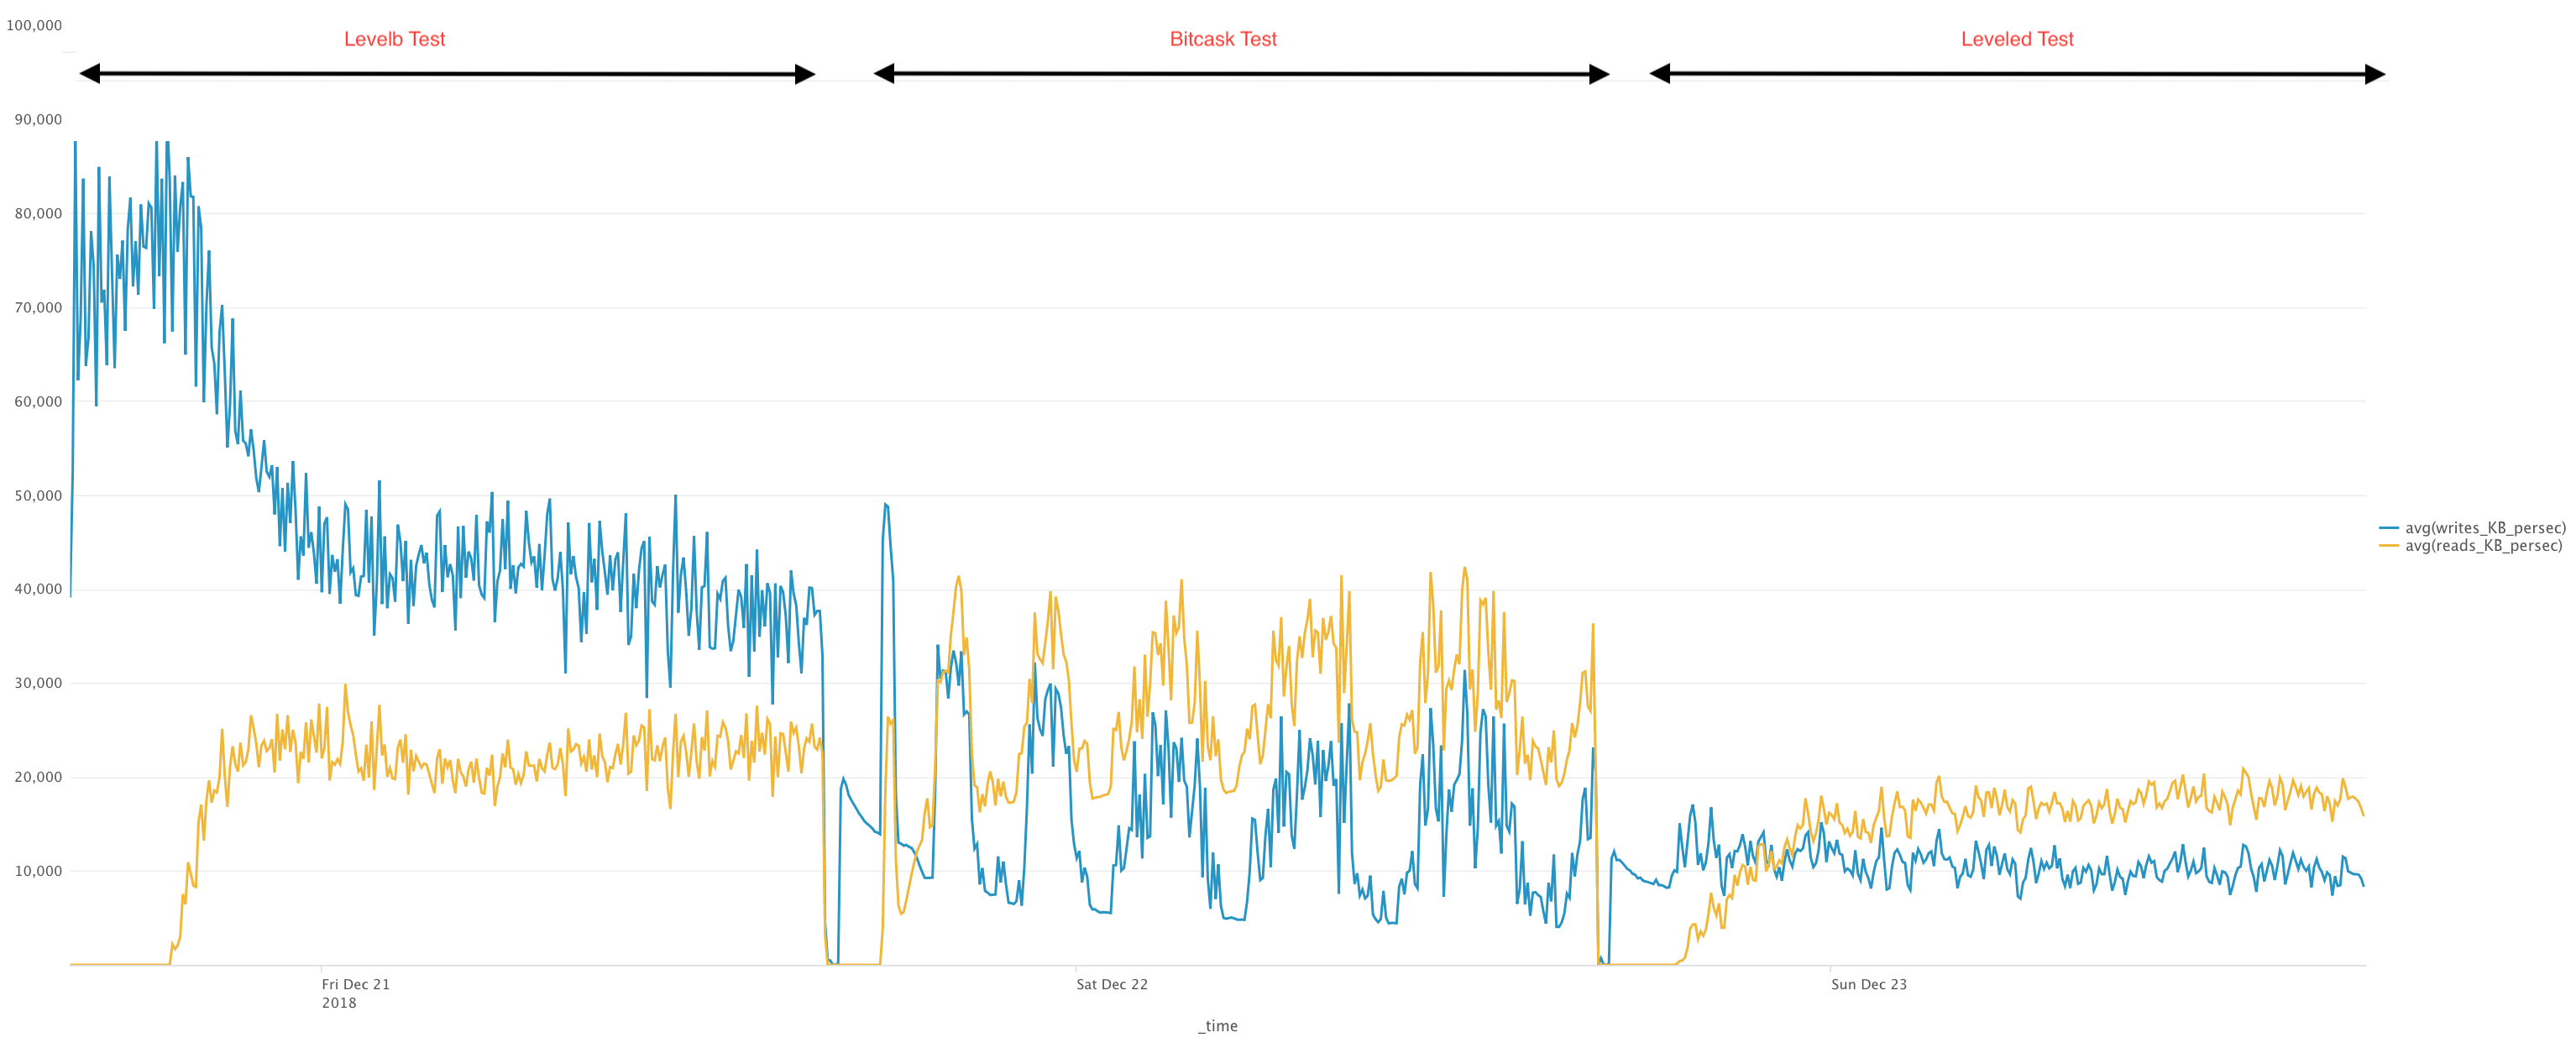 Levelb Test
Bitcask Test
Leveled Test
100,000
90,000
80,000
70,000
60,000
50,000
40,000
30,000
20,000
10,000
avg(writes_KB_persec)
avg(reads_KB_persec)
Fri Dec 21
2018
Sat Dec 22
Sun Dec 23
_time